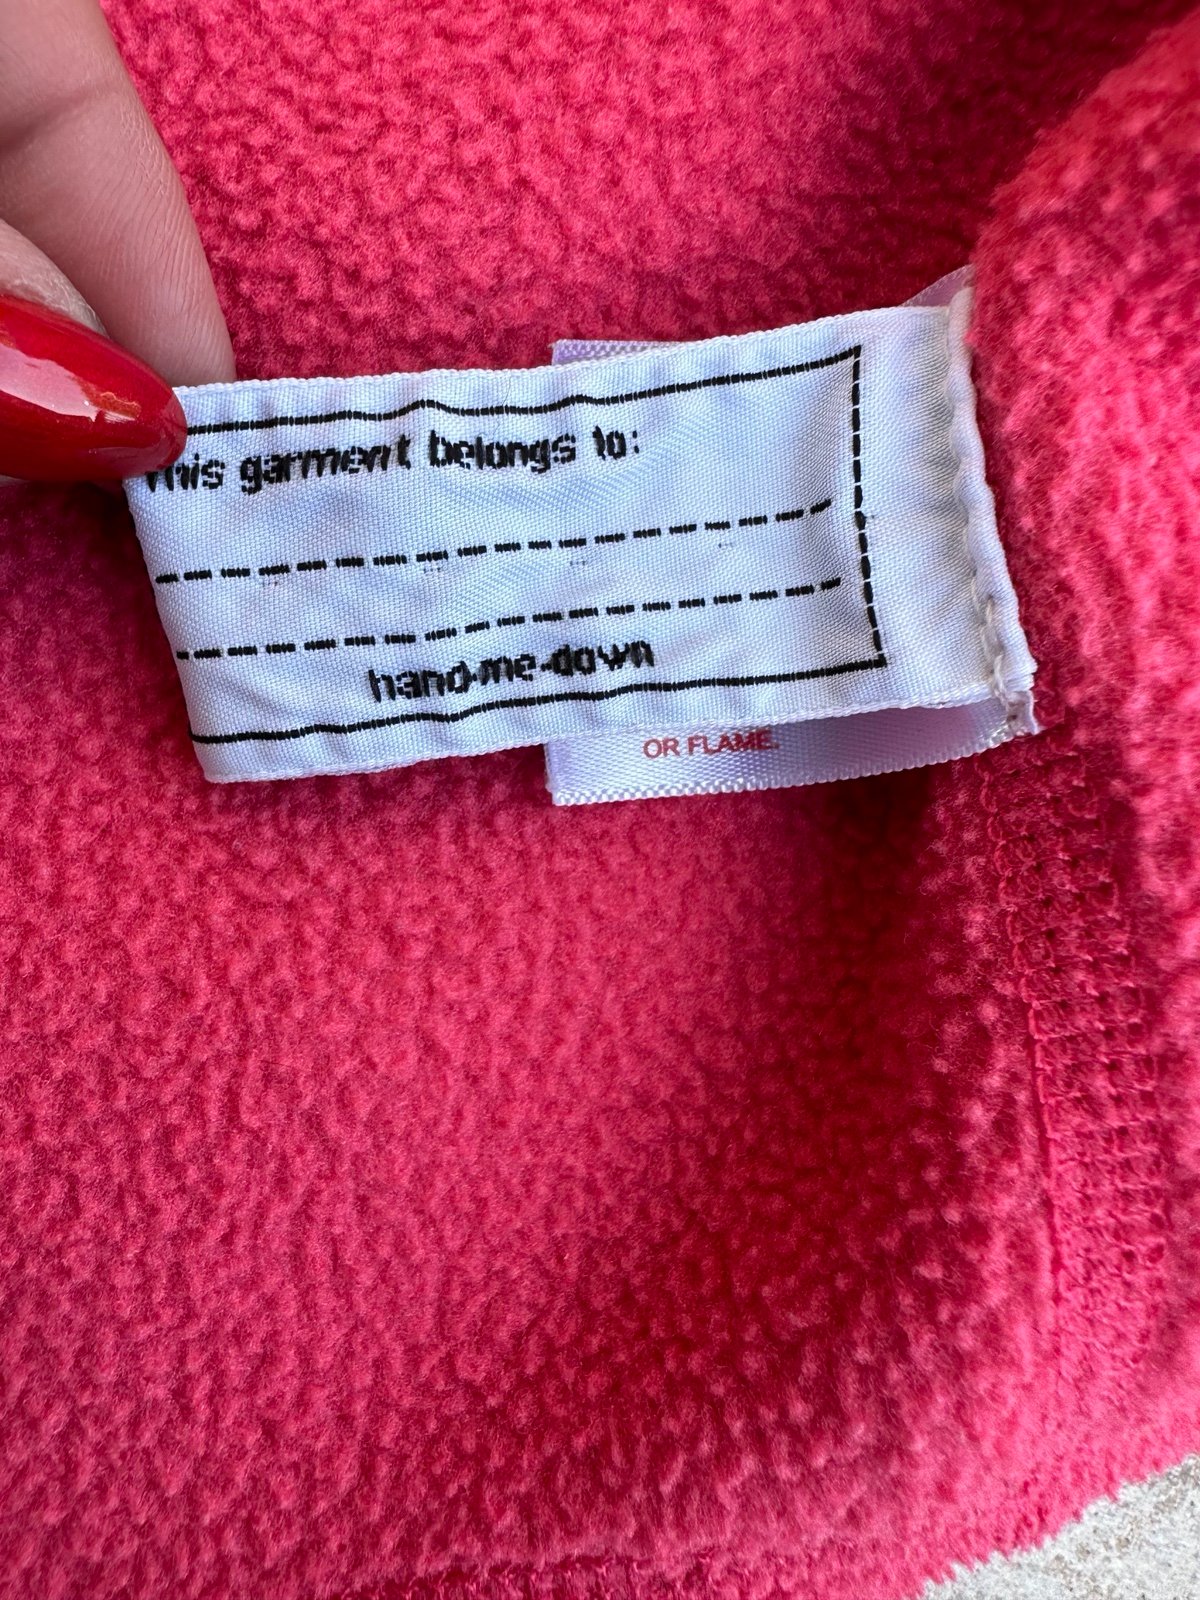 This garment belongs to:
hand-me-down
OR FLAME.